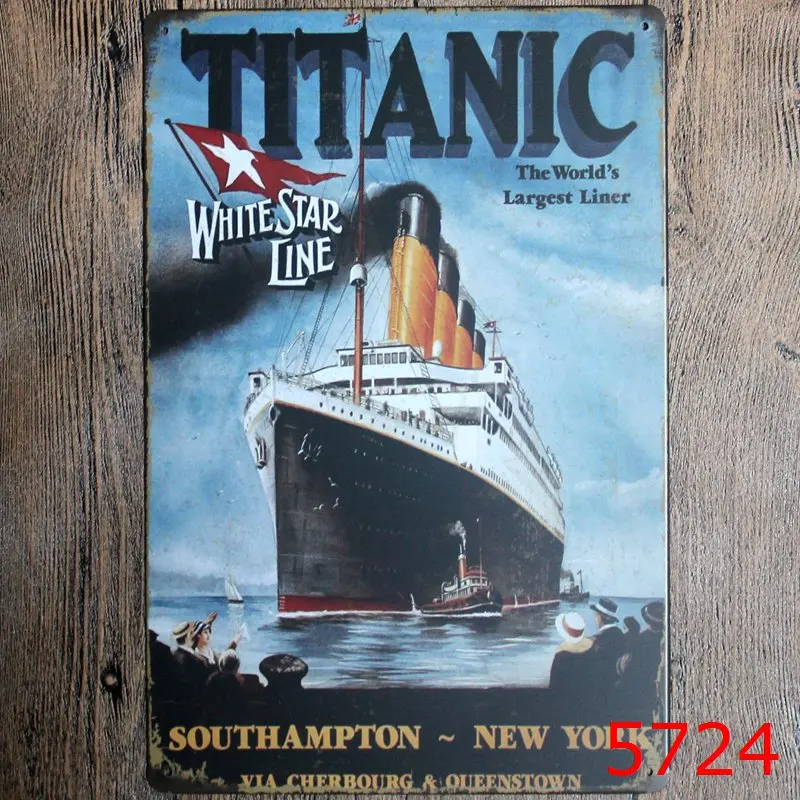 TITANIC
The World's
Largest Liner
WHITE STAR
LINE
SOUTHAMPTON ~ NEW YORK
VIA CHERBOURG & QUEENSTOWN
5724